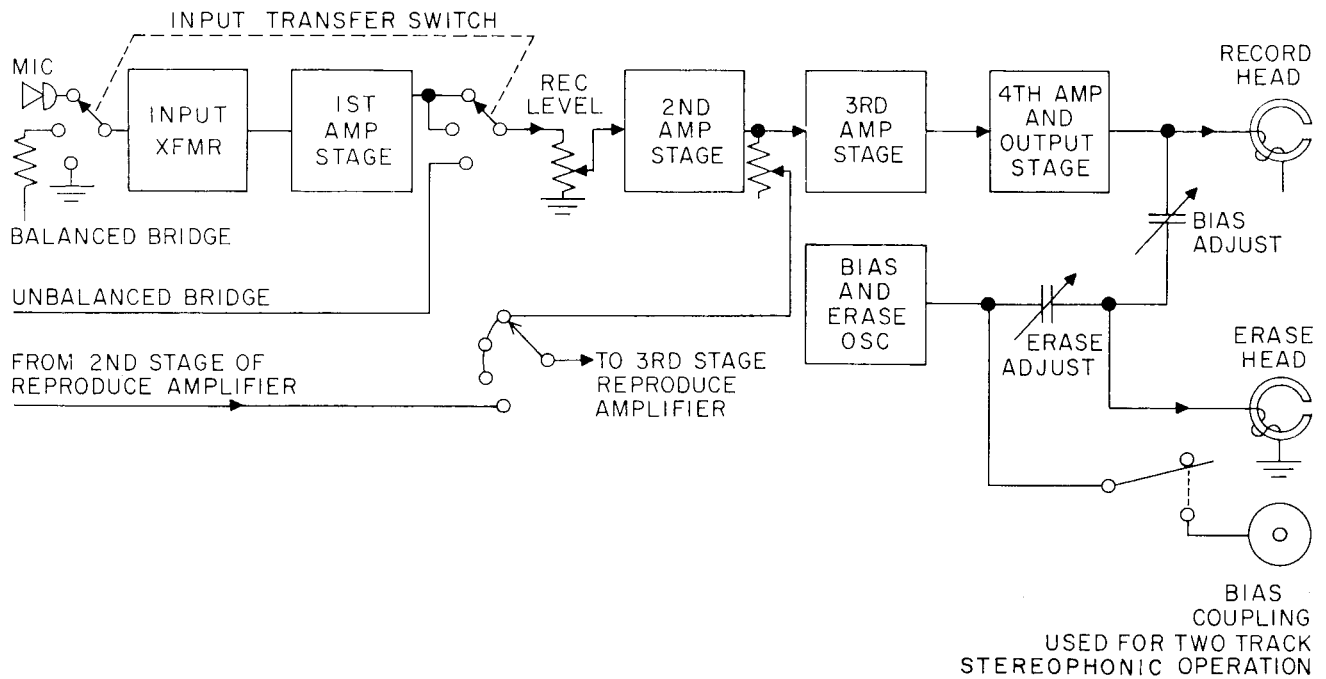 INPUT TRANSFER SWITCH
MIC
INPUT
XFMR
1ST
AMP
STAGE
REC
LEVEL
2ND
AMP
STAGE
3RD
AMP
STAGE
4TH AMP
AND
OUTPUT
STAGE
RECORD
HEAD
BALANCED BRIDGE
BIAS
ADJUST
UNBALANCED BRIDGE
BIAS
AND
ERASE
OSC
ERASE
ADJUST
ERASE
HEAD
FROM 2ND STAGE OF
REPRODUCE AMPLIFIER
TO 3RD STAGE
REPRODUCE
AMPLIFIER
BIAS
COUPLING
USED FOR TWO TRACK
STEREOPHONIC OPERATION